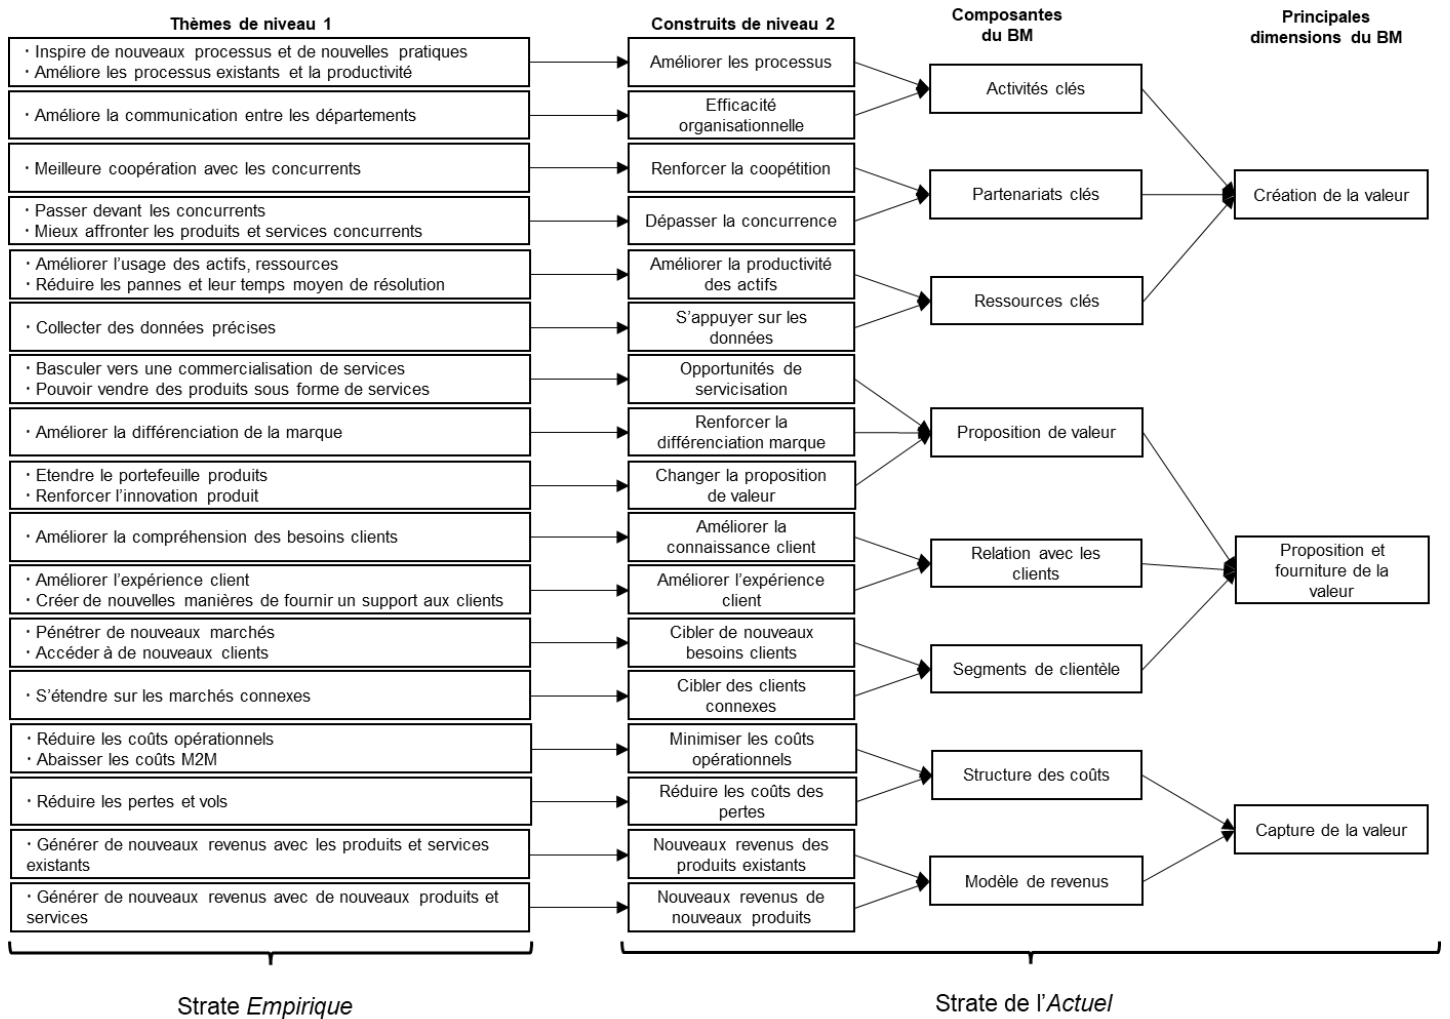 Thèmes de niveau 1
Construits de niveau 2
Composantes
du BM
Principales
dimensions du BM
· Inspire de nouveaux processus et de nouvelles pratiques
· Améliore les processus existants et la productivité
Améliorer les processus
Activités clés
· Améliore la communication entre les départements
Efficacité
organisationnelle
· Meilleure coopération avec les concurrents
Renforcer la coopétition
Partenariats clés
Création de la valeur
· Passer devant les concurrents
· Mieux affronter les produits et services concurrents
Dépasser la concurrence
· Améliorer l'usage des actifs, ressources
· Réduire les pannes et leur temps moyen de résolution
Améliorer la productivité
des actifs
Ressources clés
· Collecter des données précises
S'appuyer sur les
données
· Basculer vers une commercialisation de services
· Pouvoir vendre des produits sous forme de services
Opportunités de
servicisation
· Améliorer la différenciation de la marque
Renforcer la
différenciation marque
Proposition de valeur
· Etendre le portefeuille produits
· Renforcer l'innovation produit
Changer la proposition
de valeur
· Améliorer la compréhension des besoins clients
Améliorer la
connaissance client
Relation avec les
clients
Proposition et
fourniture de la
valeur
· Améliorer l'expérience client
· Créer de nouvelles manières de fournir un support aux clients
Améliorer l'expérience
client
· Pénétrer de nouveaux marchés
· Accéder à de nouveaux clients
Cibler de nouveaux
besoins clients
Segments de clientèle
· S'étendre sur les marchés connexes
Cibler des clients
connexes
· Réduire les coûts opérationnels
· Abaisser les coûts M2M
Minimiser les coûts
opérationnels
Structure des coûts
· Réduire les pertes et vols
Réduire les coûts des
pertes
Capture de la valeur
· Générer de nouveaux revenus avec les produits et services
existants
Nouveaux revenus des
produits existants
Modèle de revenus
· Générer de nouveaux revenus avec de nouveaux produits et
services
Nouveaux revenus de
nouveaux produits
Strate Empirique
Strate de l'Actuel